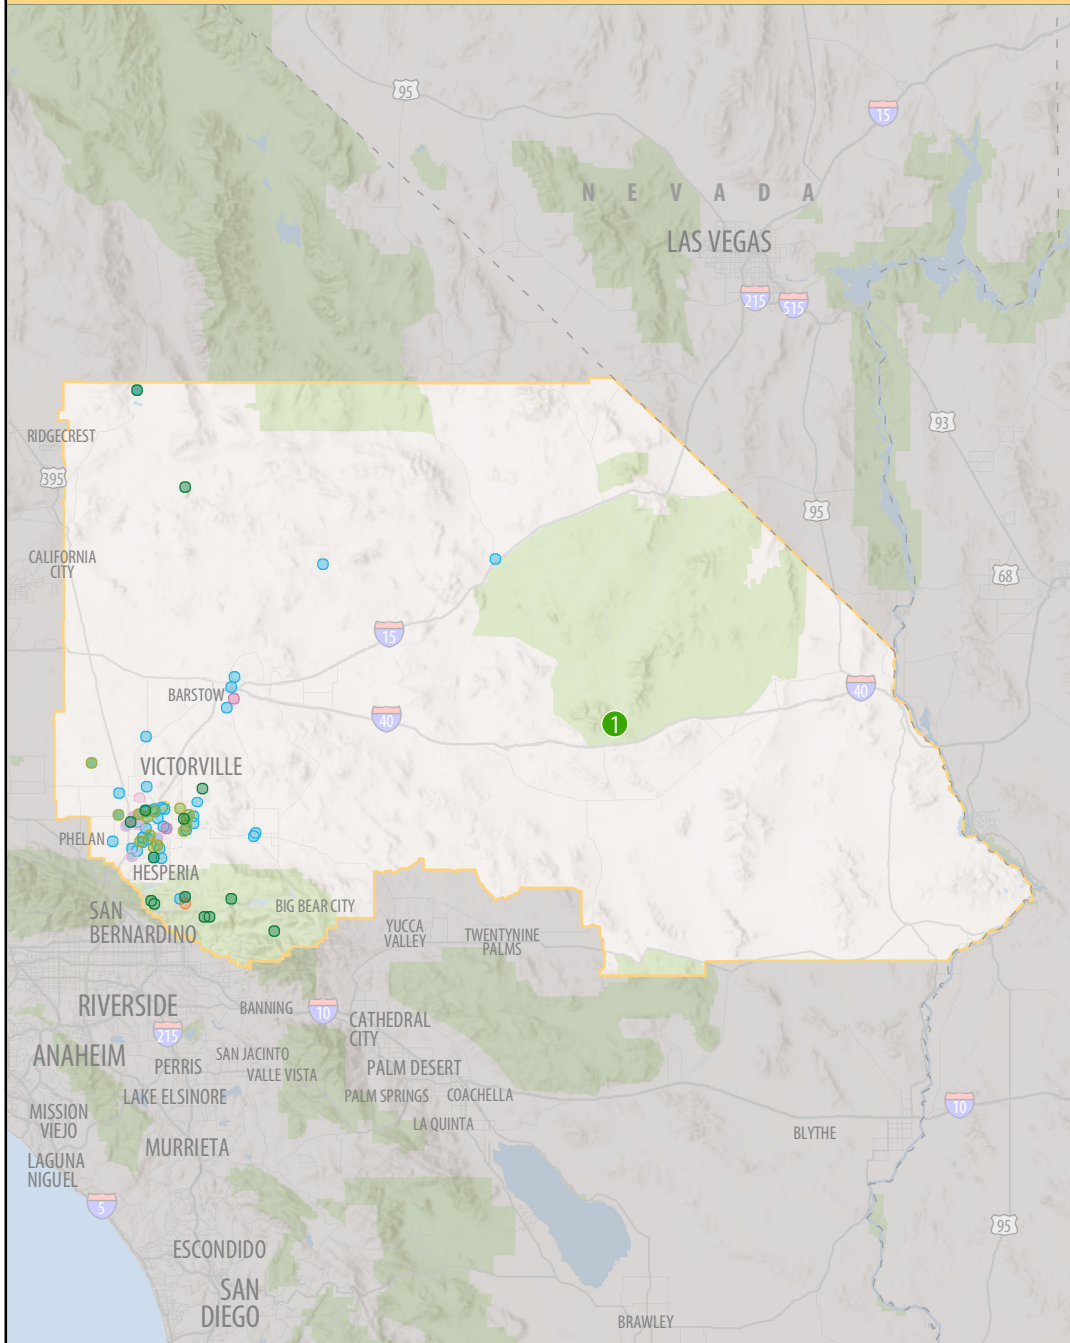 95
15
N E V A D A
LAS VEGAS
215
515
RIDGECREST
395
93
95
CALIFORNIA
CITY
68
15
BARSTOW
40
40
1
VICTORVILLE
PHELAN
HESPERIA
BIG BEAR CITY
SAN
BERNARDINO
YUCCA
VALLEY
TWENTYNINE
PALMS
RIVERSIDE
BANNING
10
CATHEDRAL
CITY
215
ANAHEIM
SAN JACINTO
PERRIS
VALLE VISTA
PALM DESERT
LAKE ELSINORE
PALM SPRINGS
COACHELLA
10
MISSION
VIEJO
LA QUINTA
BLYTHE
MURRIETA
LAGUNA
NIGUEL
5
95
ESCONDIDO
SAN
DIEGO
BRAWLEY